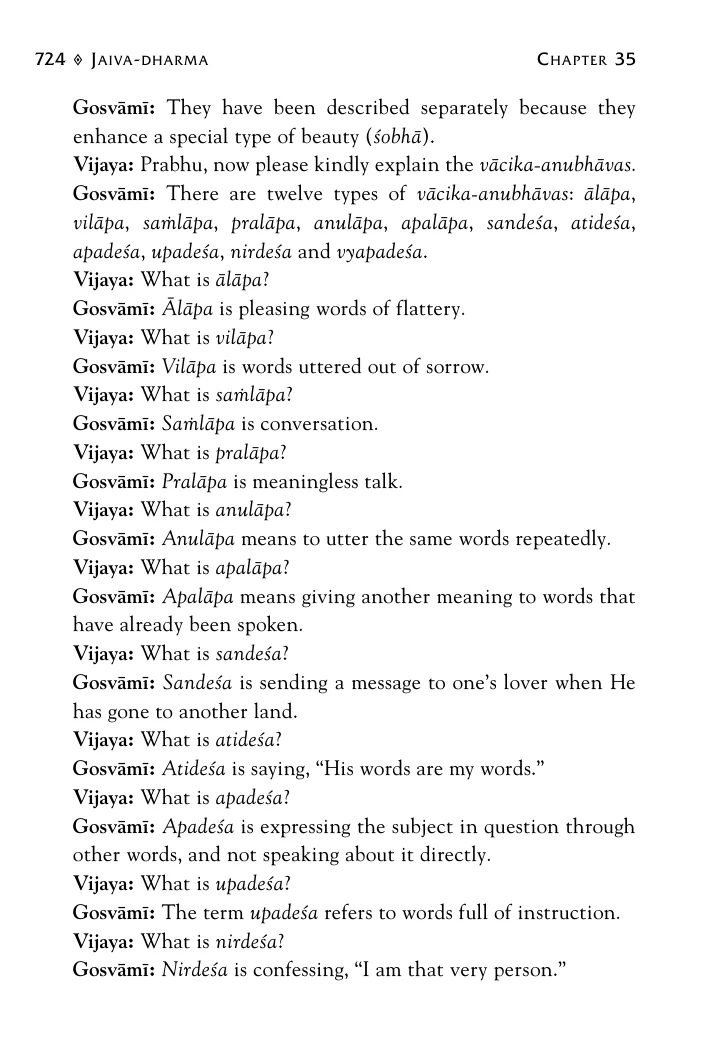 724 ⟡ Jaiva-dharma Chapter 35
Gosvāmī: They have been described separately because they
enhance a special type of beauty (śobhā).
Vijaya: Prabhu, now please kindly explain the vācika-anubhāvas.
Gosvāmī: There are twelve types of vācika-anubhāvas: ālāpa,
vilāpa, saṁlāpa, pralāpa, anulāpa, apalāpa, sandeśa, atideśa,
apadeśa, upadeśa, nirdeśa and vyapadeśa.
Vijaya: What is ālāpa?
Gosvāmī: Ālāpa is pleasing words of flattery.
Vijaya: What is vilāpa?
Gosvāmī: Vilāpa is words uttered out of sorrow.
Vijaya: What is saṁlāpa?
Gosvāmī: Saṁlāpa is conversation.
Vijaya: What is pralāpa?
Gosvāmī: Pralāpa is meaningless talk.
Vijaya: What is anulāpa?
Gosvāmī: Anulāpa means to utter the same words repeatedly.
Vijaya: What is apalāpa?
Gosvāmī: Apalāpa means giving another meaning to words that
have already been spoken.
Vijaya: What is sandeśa?
Gosvāmī: Sandeśa is sending a message to one’s lover when He
has gone to another land.
Vijaya: What is atideśa?
Gosvāmī: Atideśa is saying, “His words are my words.”
Vijaya: What is apadeśa?
Gosvāmī: Apadeśa is expressing the subject in question through
other words, and not speaking about it directly.
Vijaya: What is upadeśa?
Gosvāmī: The term upadeśa refers to words full of instruction.
Vijaya: What is nirdeśa?
Gosvāmī: Nirdeśa is confessing, “I am that very person.”